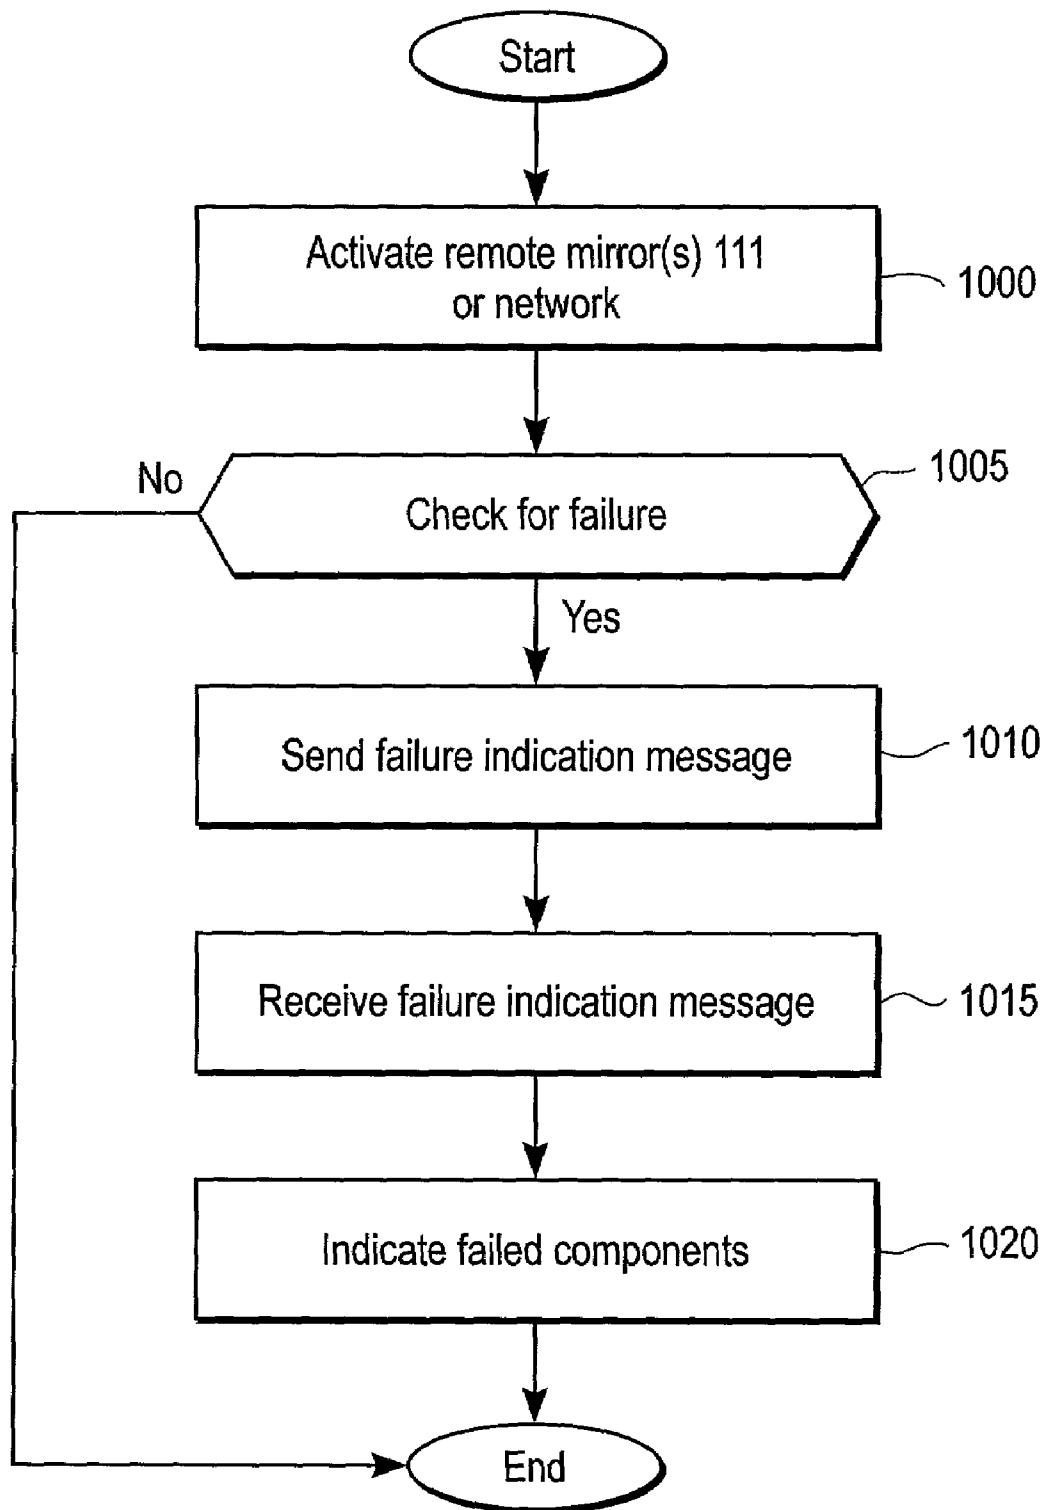 Start
Activate remote mirror(s) 111
or network
1000
1005
No
Check for failure
Yes
Send failure indication message
1010
Receive failure indication message
1015
Indicate failed components
1020
End